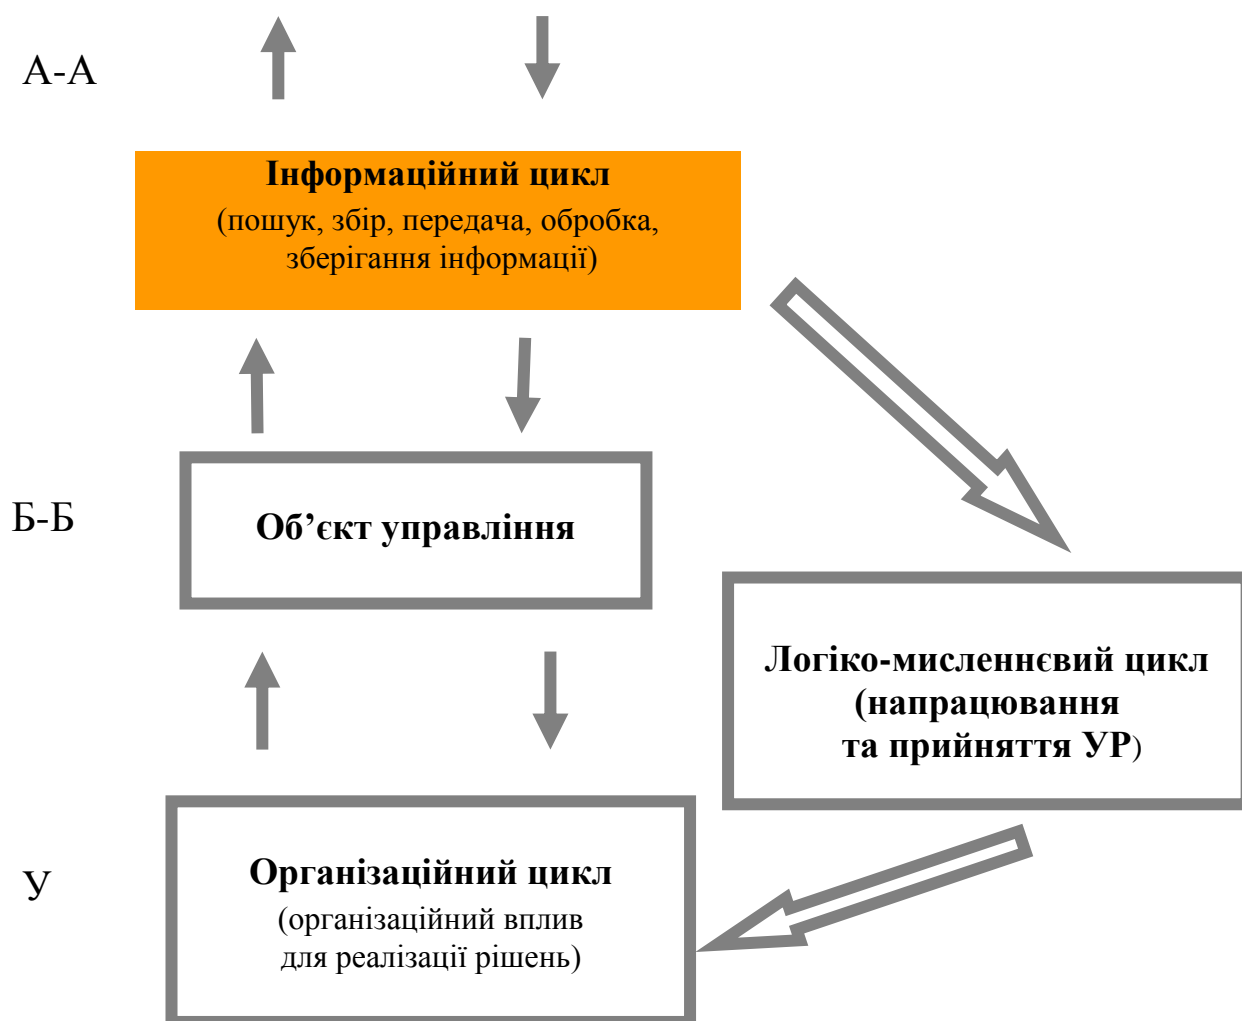 А-А
Інформаційний цикл
(пошук, збір, передача, обробка,
зберігання інформації)
Б-Б
Об’єкт управління
Логіко-мисленнєвий цикл
(напрацювання
та прийняття УР)
У
Організаційний цикл
(організаційний вплив
для реалізації рішень)